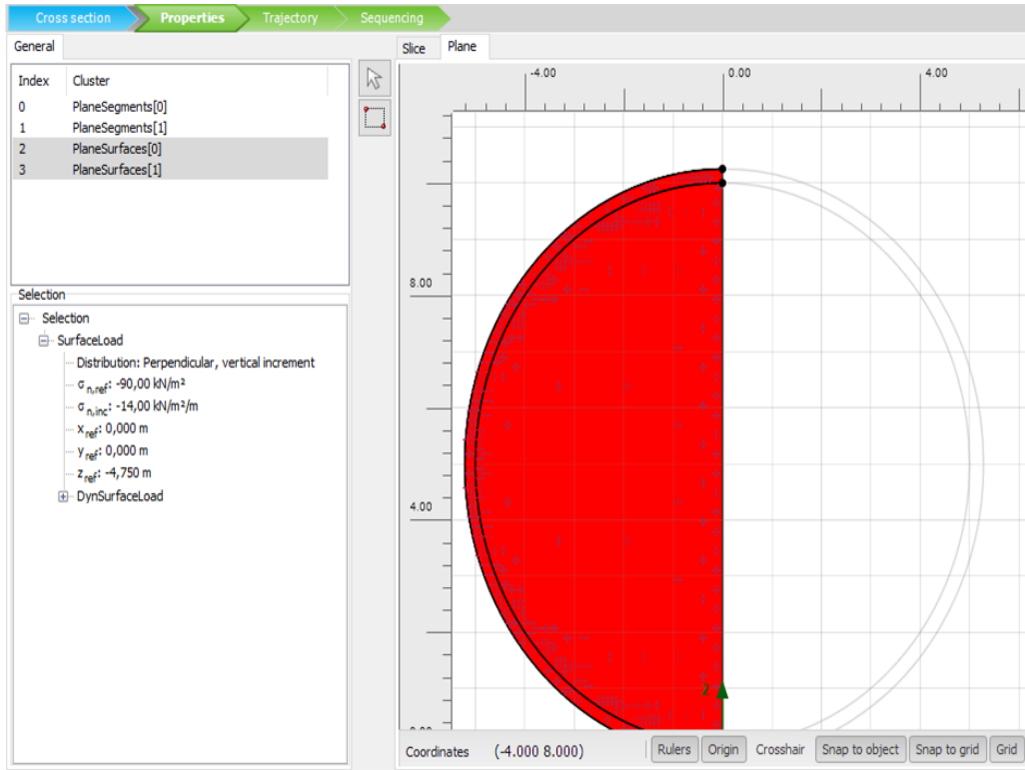 Cross section Properties Trajectory Sequencing
General
Index Cluster
0 PlaneSegments[0]
1 PlaneSegments[1]
2 PlaneSurfaces[0]
3 PlaneSurfaces[1]
Selection
Selection
SurfaceLoad
Distribution: Perpendicular, vertical increment
σn,ref: -90,00 kN/m²
σn,inc: -14,00 kN/m²/m
xref: 0,000 m
yref: 0,000 m
zref: -4,750 m
DynSurfaceLoad
Slice Plane
-4.00 0.00 4.00
8.00
4.00
2
Coordinates (-4.000 8.000) Rulers Origin Crosshair Snap to object Snap to grid Grid